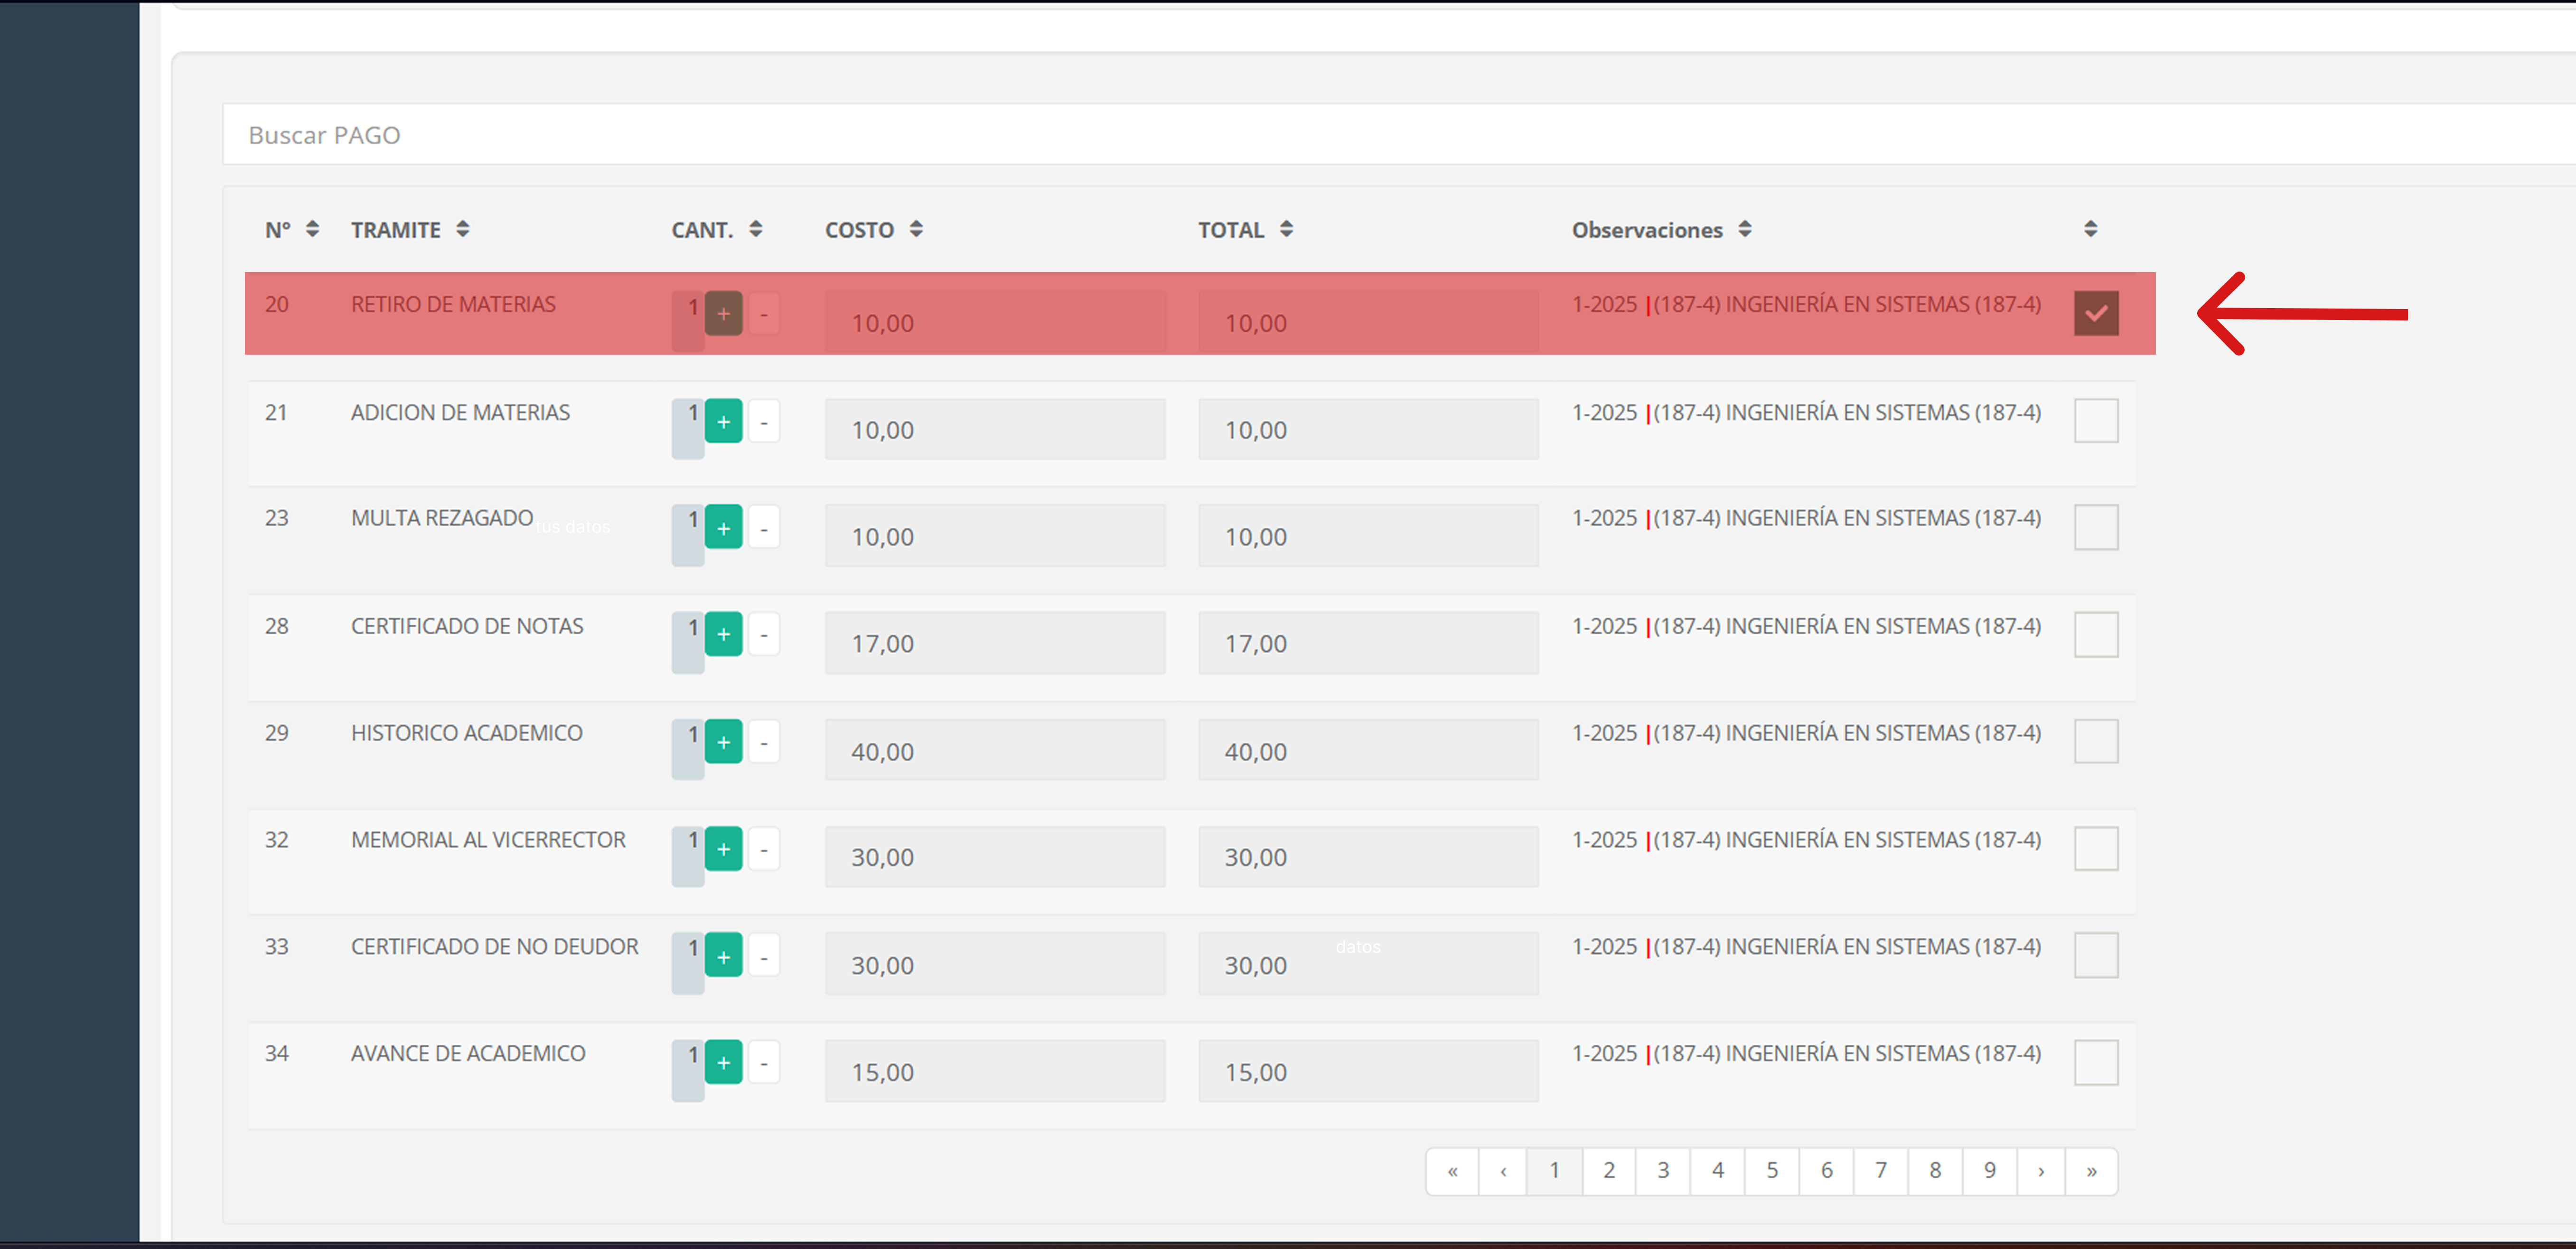 Buscar PAGO
N° TRAMITE CANT. COSTO TOTAL Observaciones
20 RETIRO DE MATERIAS 1 + - 10,00 10,00 1-2025 |(187-4) INGENIERÍA EN SISTEMAS (187-4)
21 ADICION DE MATERIAS 1 + - 10,00 10,00 1-2025 |(187-4) INGENIERÍA EN SISTEMAS (187-4)
23 MULTA REZAGADO tus datos 1 + - 10,00 10,00 1-2025 |(187-4) INGENIERÍA EN SISTEMAS (187-4)
28 CERTIFICADO DE NOTAS 1 + - 17,00 17,00 1-2025 |(187-4) INGENIERÍA EN SISTEMAS (187-4)
29 HISTORICO ACADEMICO 1 + - 40,00 40,00 1-2025 |(187-4) INGENIERÍA EN SISTEMAS (187-4)
32 MEMORIAL AL VICERRECTOR 1 + - 30,00 30,00 1-2025 |(187-4) INGENIERÍA EN SISTEMAS (187-4)
33 CERTIFICADO DE NO DEUDOR 1 + - 30,00 30,00 datos 1-2025 |(187-4) INGENIERÍA EN SISTEMAS (187-4)
34 AVANCE DE ACADEMICO 1 + - 15,00 15,00 1-2025 |(187-4) INGENIERÍA EN SISTEMAS (187-4)
« ‹ 1 2 3 4 5 6 7 8 9 › »